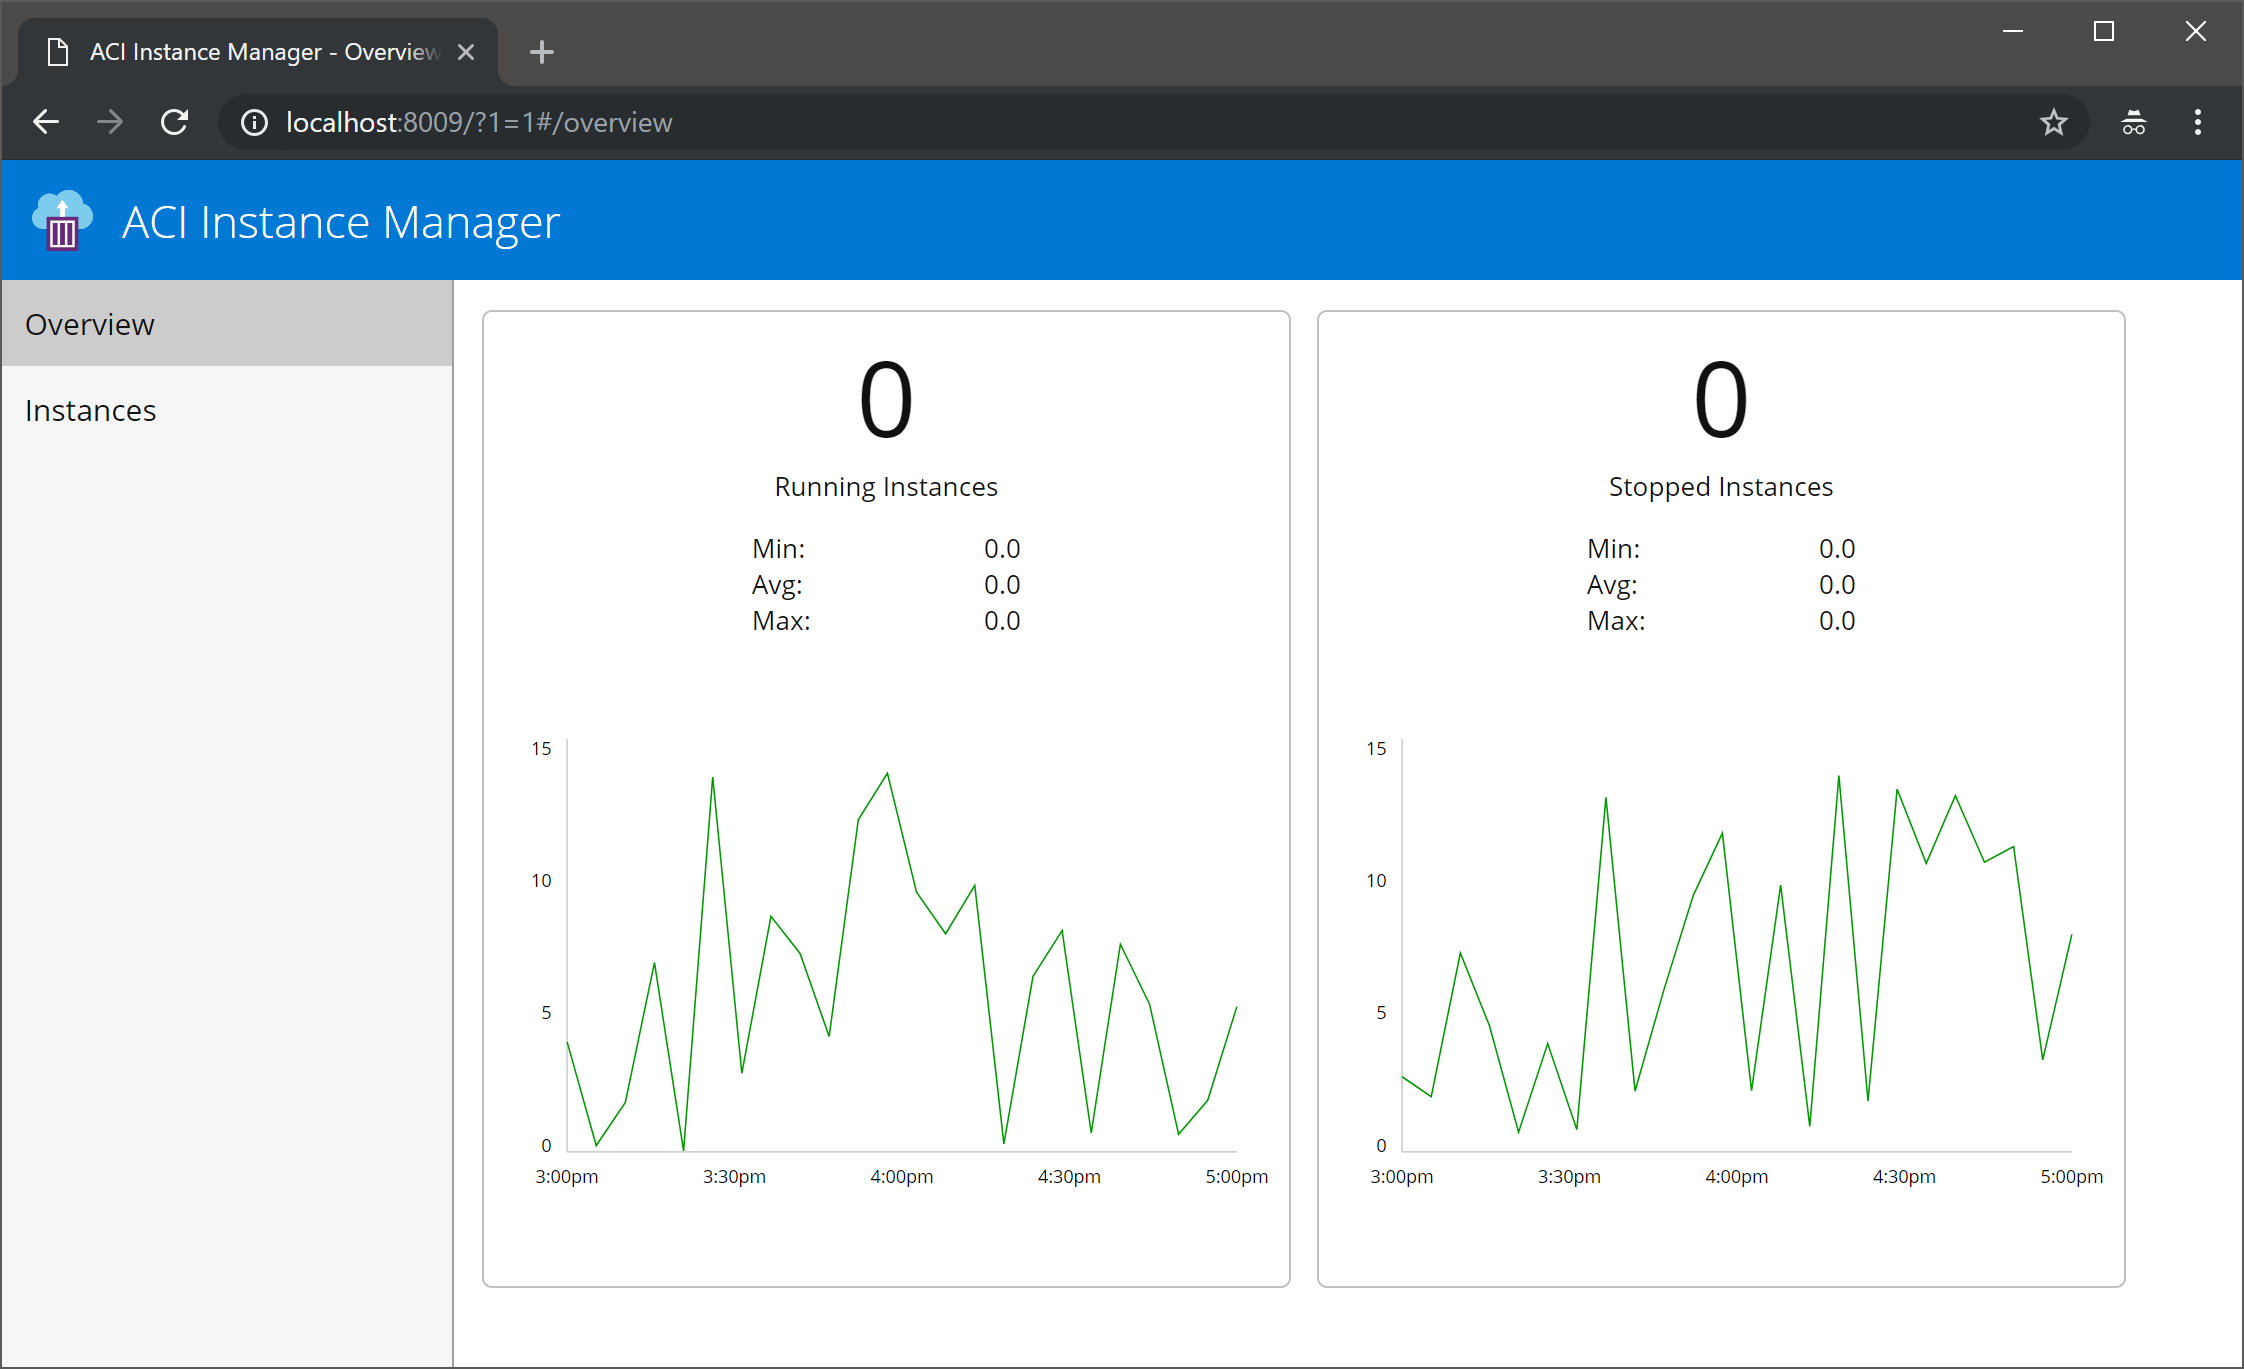 ACI Instance Manager - Overview
localhost:8009/?1=1#/overview
ACI Instance Manager
Overview
Instances
0
Running Instances
Min: 0.0
Avg: 0.0
Max: 0.0
15
10
5
0
3:00pm 3:30pm 4:00pm 4:30pm 5:00pm
0
Stopped Instances
Min: 0.0
Avg: 0.0
Max: 0.0
15
10
5
0
3:00pm 3:30pm 4:00pm 4:30pm 5:00pm